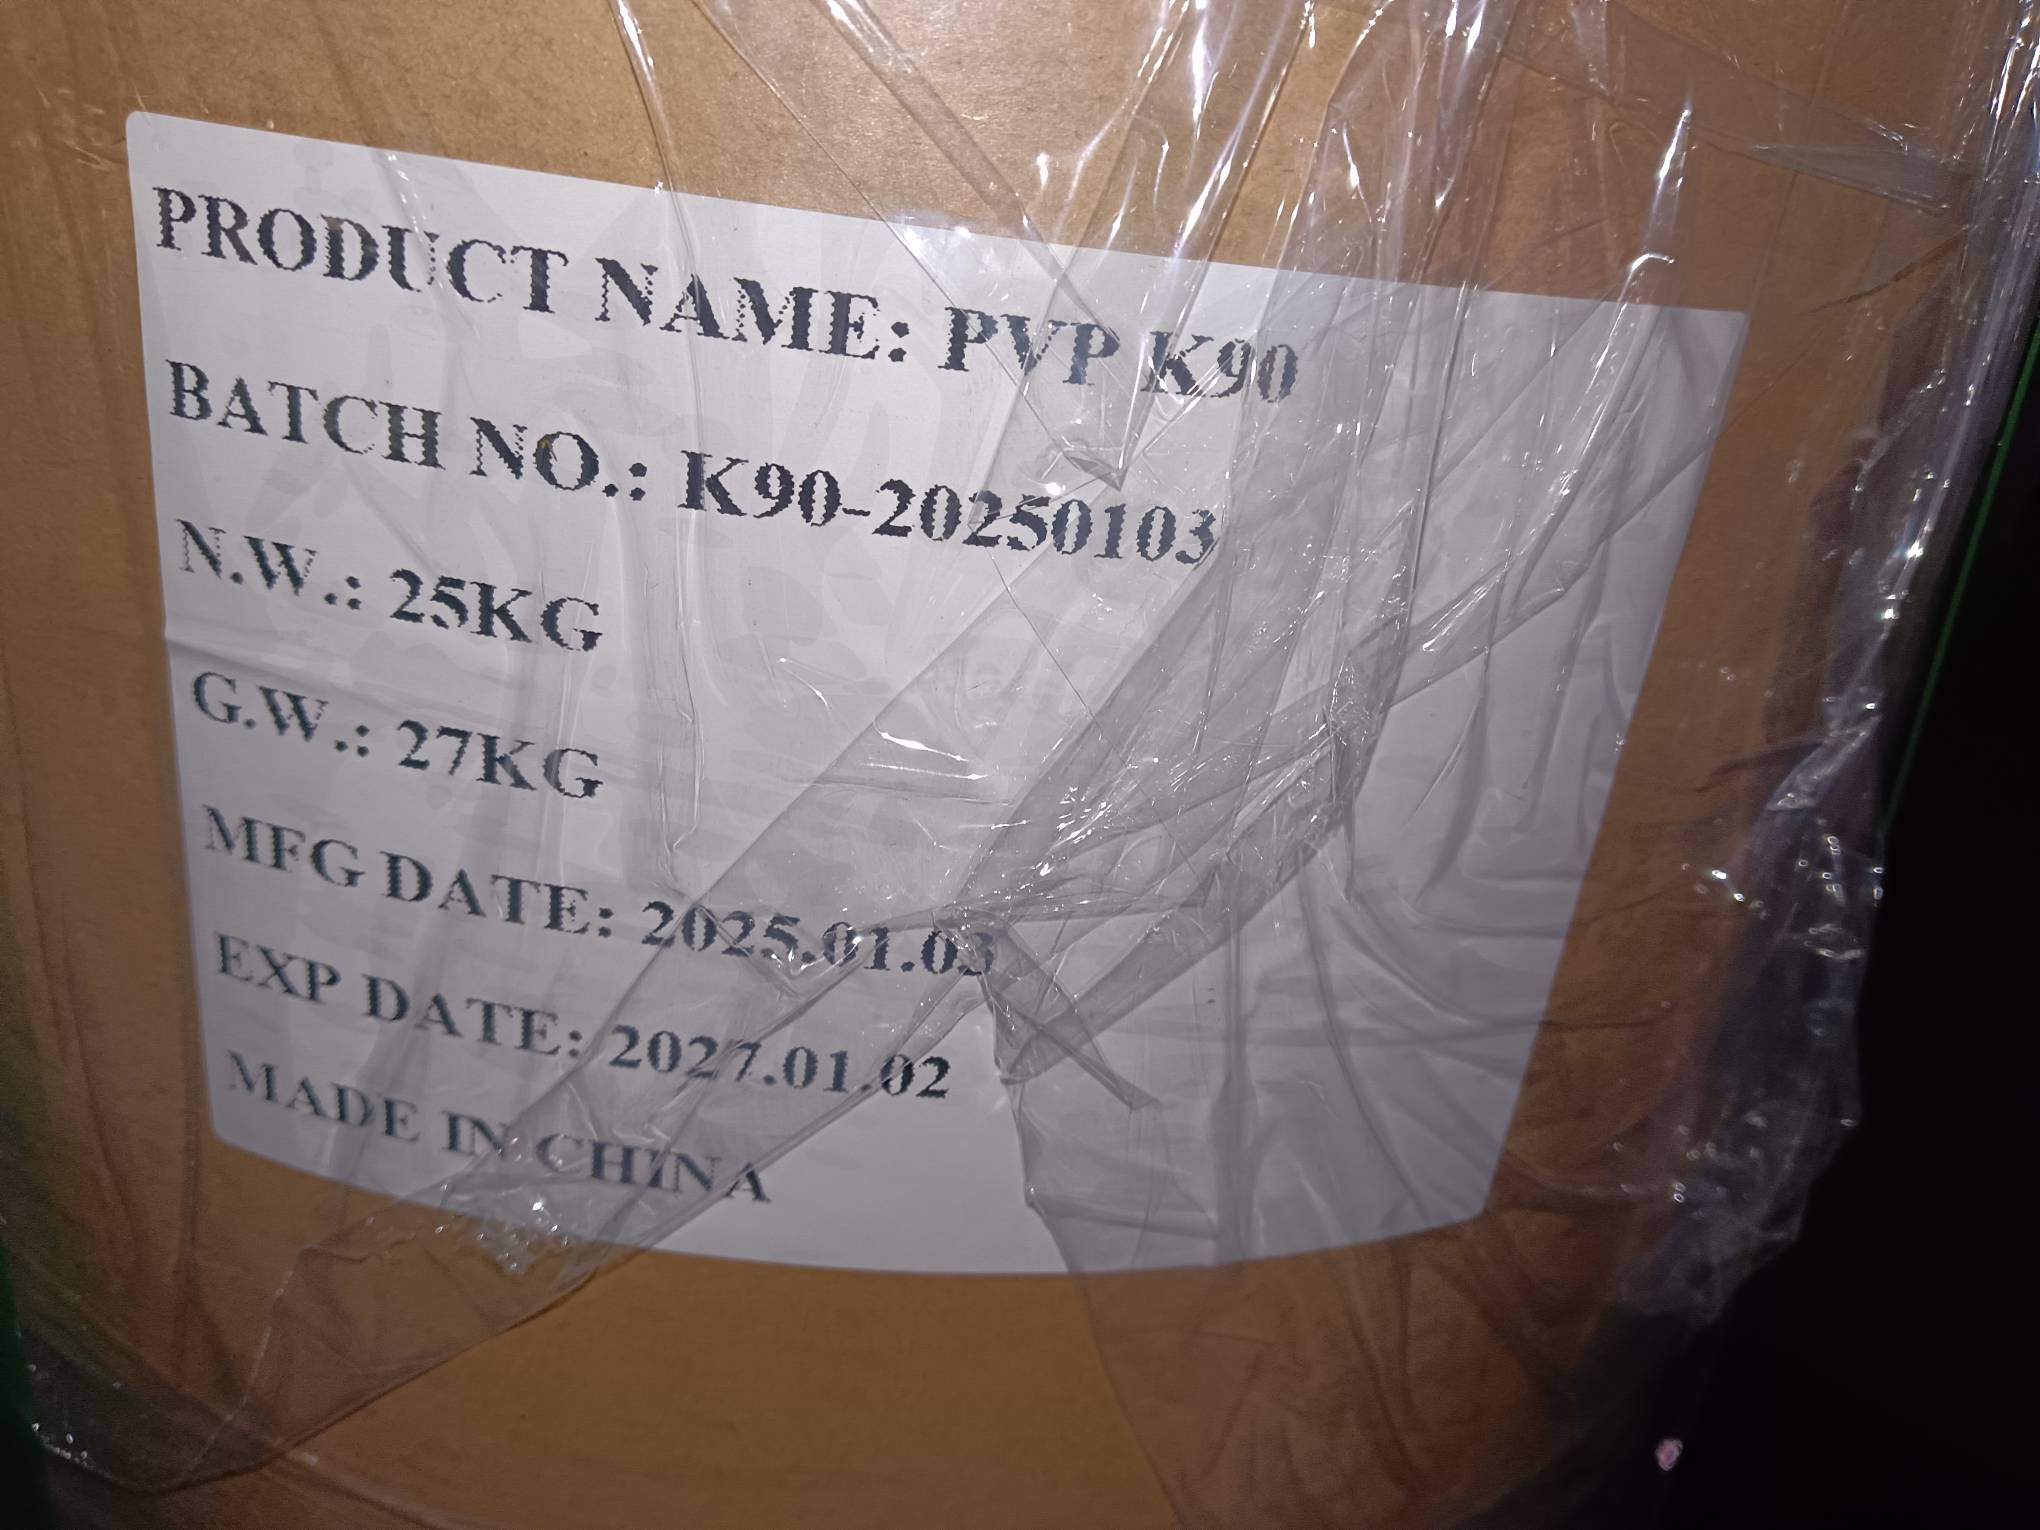 PRODUCT NAME: PVP K90
BATCH NO.: K90-20250103
N.W.: 25KG
G.W.: 27KG
MFG DATE: 2025.01.03
EXP DATE: 2027.01.02
MADE IN CHINA